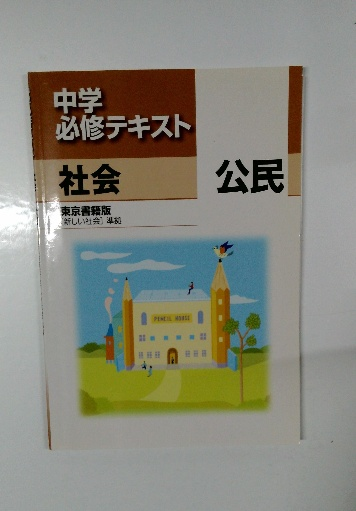 中学
必修テキスト
社会
公民
東京書籍版
〔新しい社会〕準拠
PENCIL HOUSE